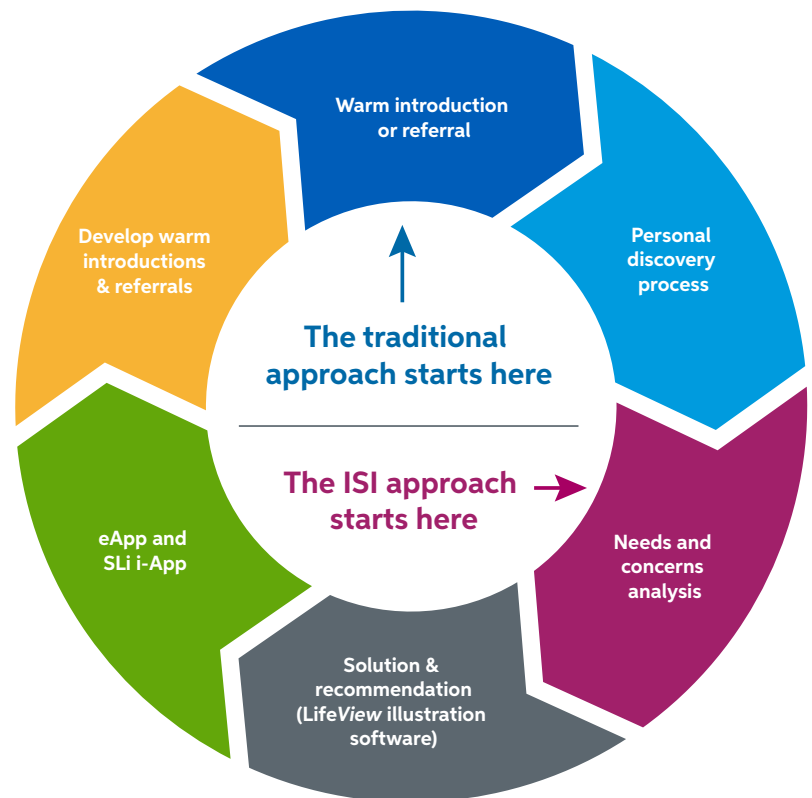 Warm introduction
or referral
Personal
discovery
process
Needs and
concerns
analysis
Solution &
recommendation
(LifeView illustration
software)
eApp and
SLi i-App
Develop warm
introductions
& referrals
The traditional
approach starts here
The ISI approach
starts here